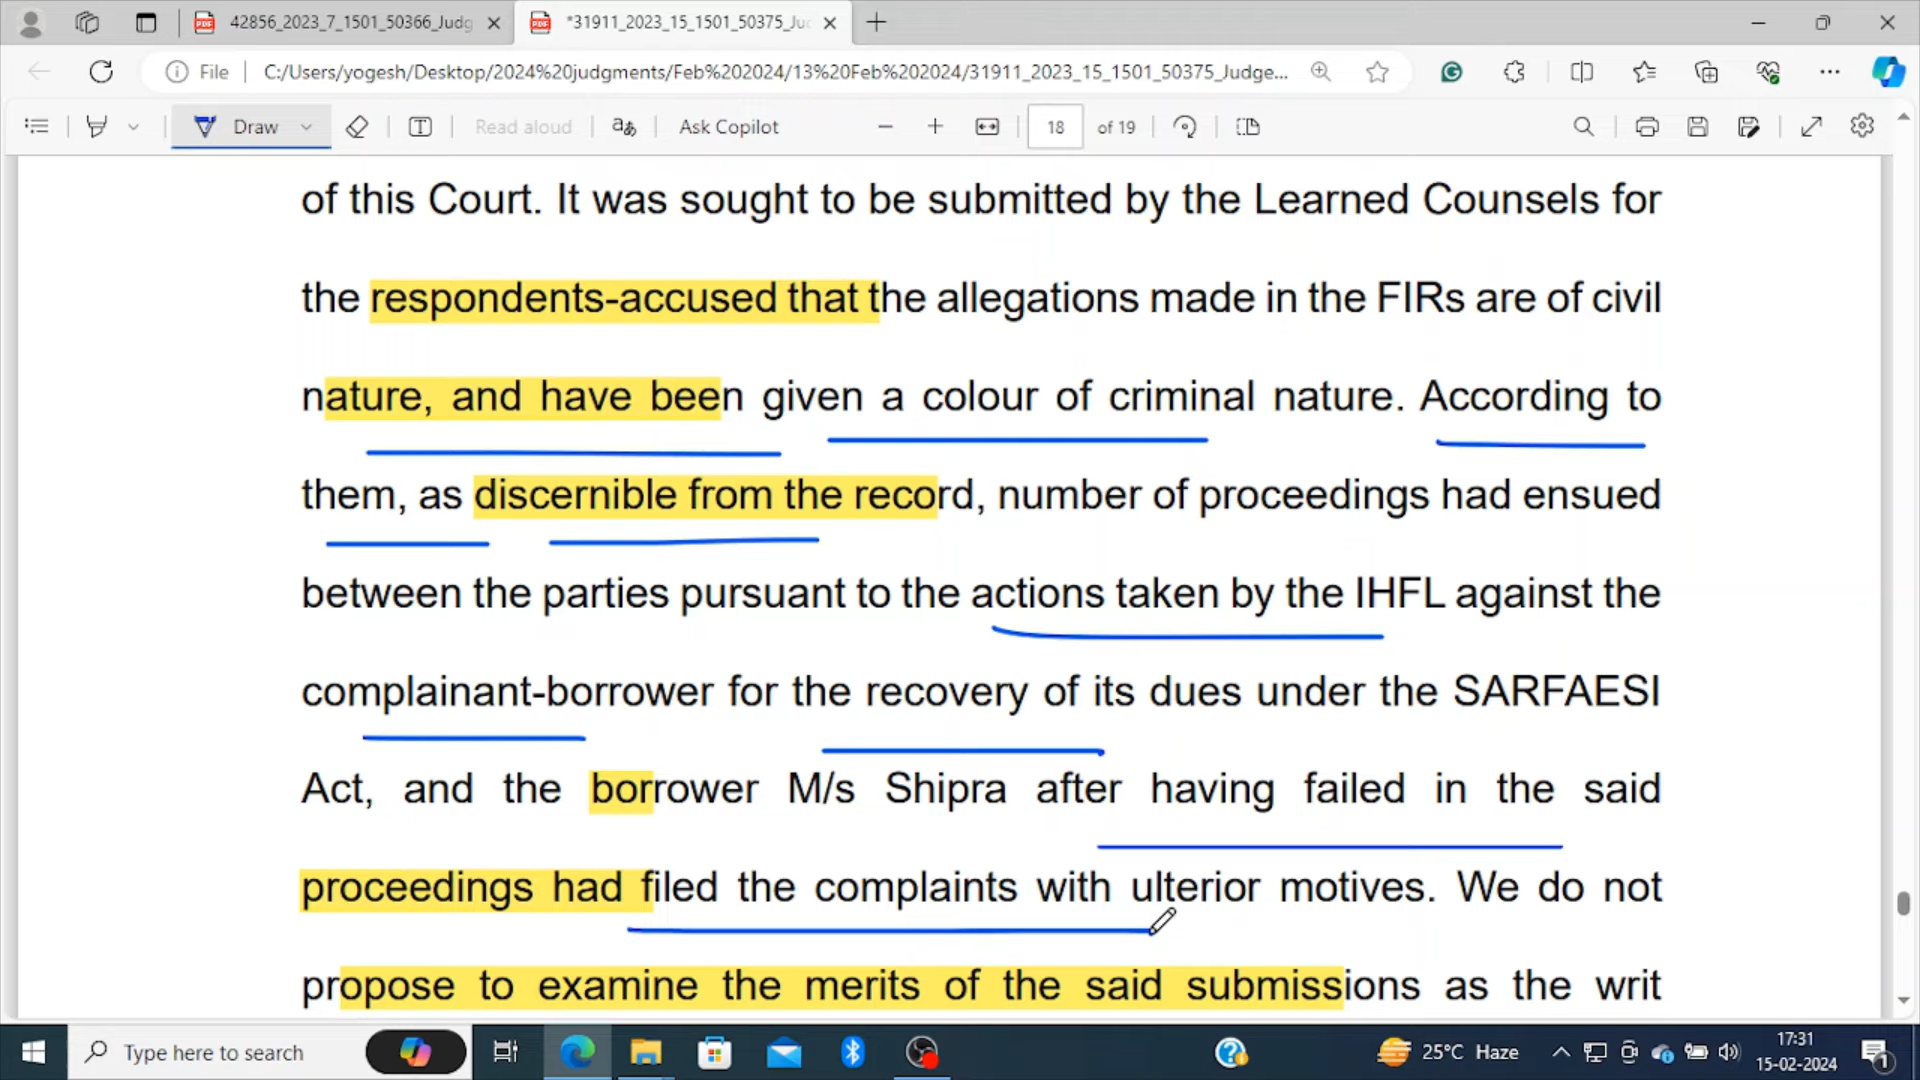 42856_2023_7_1501_50366_Judg
*31911_2023_15_1501_50375_Ju
File
C:/Users/yogesh/Desktop/2024%20judgments/Feb%202024/13%20Feb%202024/31911_2023_15_1501_50375_Judge...
Draw
Read aloud
Ask Copilot
18 of 19
of this Court. It was sought to be submitted by the Learned Counsels for
the respondents-accused that the allegations made in the FIRs are of civil
nature, and have been given a colour of criminal nature. According to
them, as discernible from the record, number of proceedings had ensued
between the parties pursuant to the actions taken by the IHFL against the
complainant-borrower for the recovery of its dues under the SARFAESI
Act, and the borrower M/s Shipra after having failed in the said
proceedings had filed the complaints with ulterior motives. We do not
propose to examine the merits of the said submissions as the writ
Type here to search
25°C Haze
17:31
15-02-2024
1